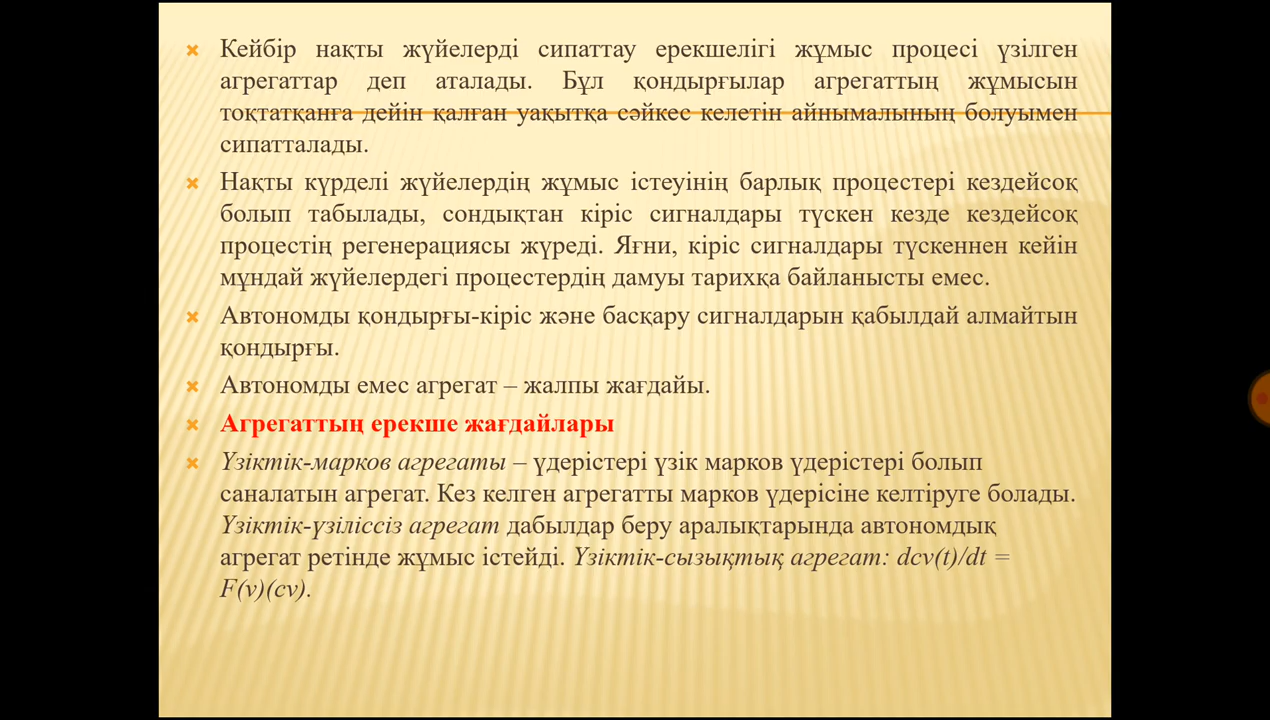 Кейбір нақты жүйелерді сипаттау ерекшелігі жұмыс процесі үзілген
агрегаттар деп аталады. Бұл қондырғылар агрегаттың жұмысын
тоқтатқанға дейін қалған уақытқа сәйкес келетін айнымалының болуымен
сипатталады.
Нақты күрделі жүйелердің жұмыс істеуінің барлық процестері кездейсоқ
болып табылады, сондықтан кіріс сигналдары түскен кезде кездейсоқ
процестің регенерациясы жүреді. Яғни, кіріс сигналдары түскеннен кейін
мұндай жүйелердегі процестердің дамуы тарихқа байланысты емес.
Автономды қондырғы-кіріс және басқару сигналдарын қабылдай алмайтын
қондырғы.
Автономды емес агрегат – жалпы жағдайы.
Агрегаттың ерекше жағдайлары
Үзіктік-марков агрегаты – үдерістері үзік марков үдерістері болып
саналатын агрегат. Кез келген агрегатты марков үдерісіне келтіруге болады.
Үзіктік-үзіліссіз агрегат дабылдар беру аралықтарында автономдық
агрегат ретінде жұмыс істейді. Үзіктік-сызықтық агрегат: dcv(t)/dt =
F(v)(cv).